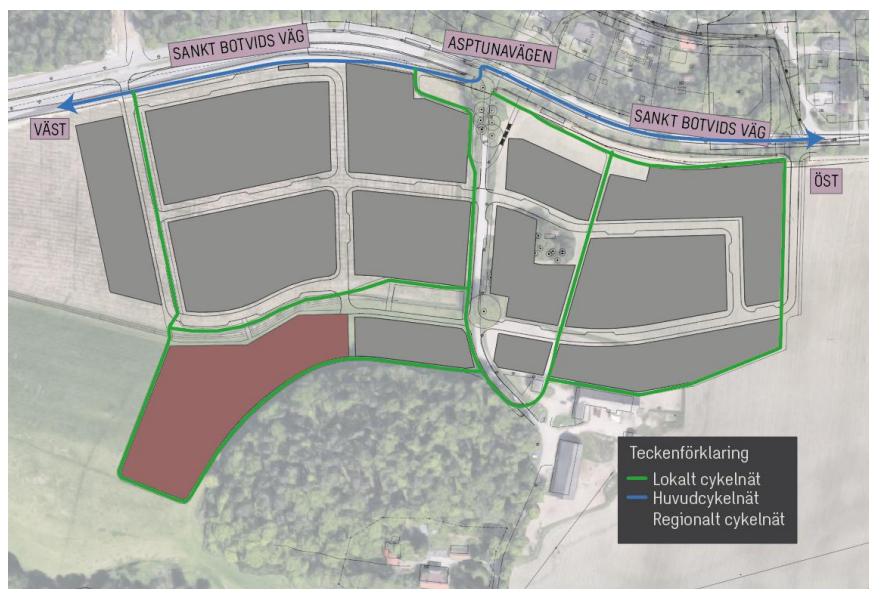 SANKT BOTVIDS VÄG
ASPTUNAVÄGEN
SANKT BOTVIDS VÄG
VÄST
ÖST
Teckenförklaring
Lokalt cykelnät
Huvudcykelnät
Regionalt cykelnät